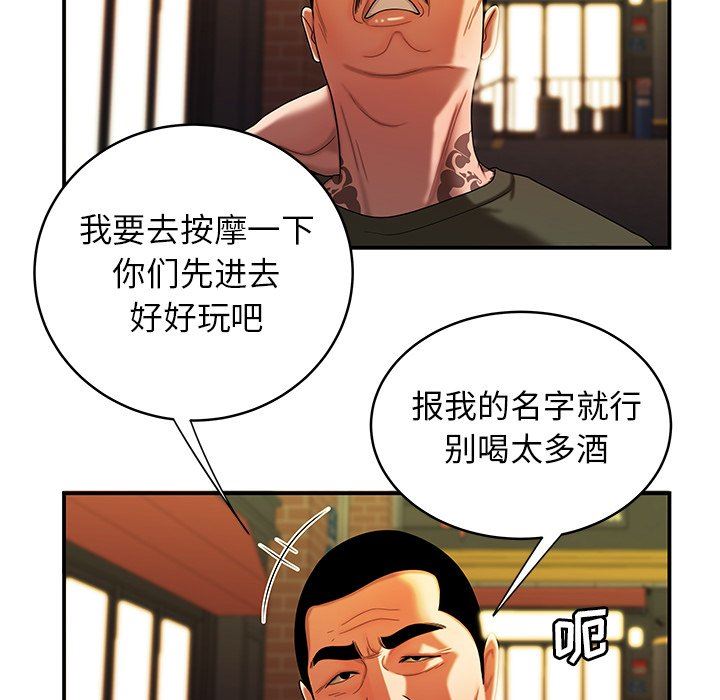 我要去按摩一下
你们先进去
好好玩吧
报我的名字就行
别喝太多酒
呃